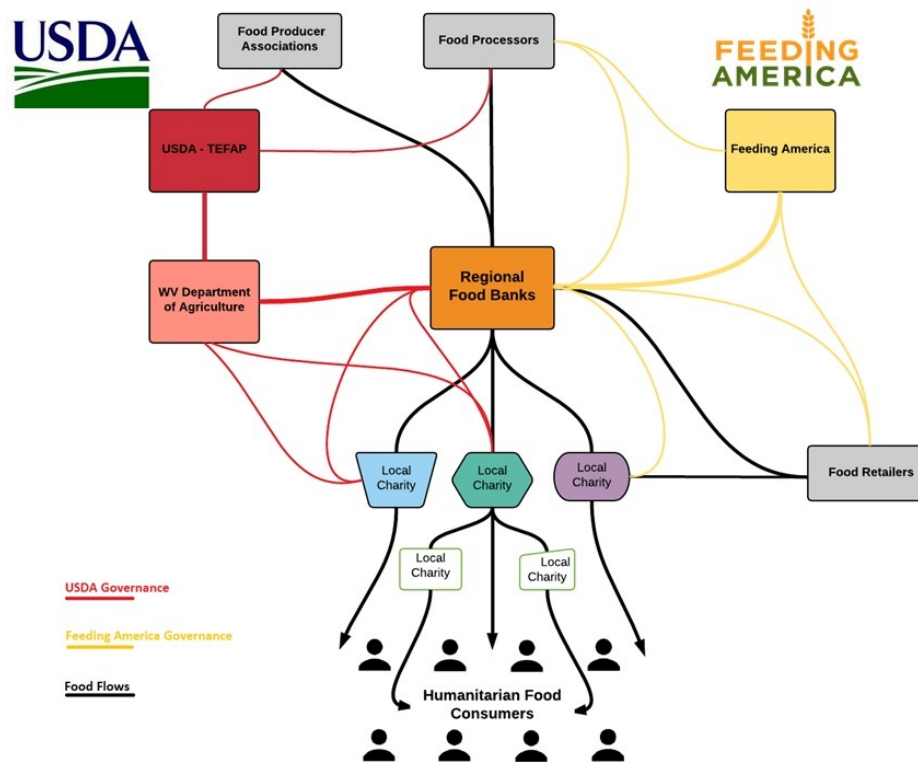 USDA
Food Producer
Associations
Food Processors
FEEDING
AMERICA
USDA - TEFAP
Feeding America
WV Department
of Agriculture
Regional
Food Banks
Local
Charity
Local
Charity
Local
Charity
Food Retailers
Local
Charity
Local
Charity
USDA Governance
Feeding America Governance
Food Flows
Humanitarian Food
Consumers